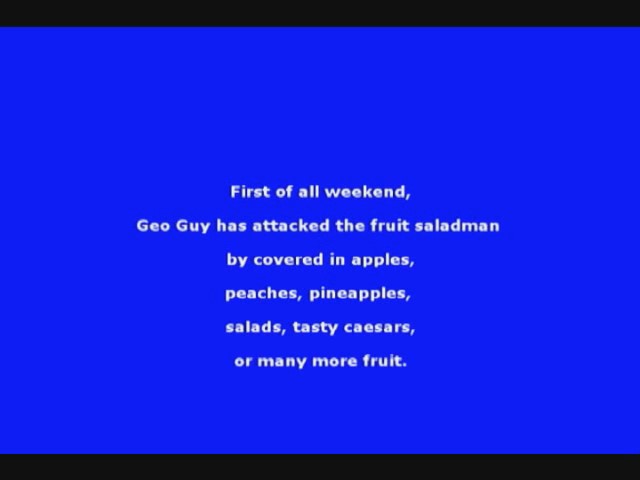 First of all weekend,
Geo Guy has attacked the fruit saladman
by covered in apples,
peaches, pineapples,
salads, tasty caesars,
or many more fruit.